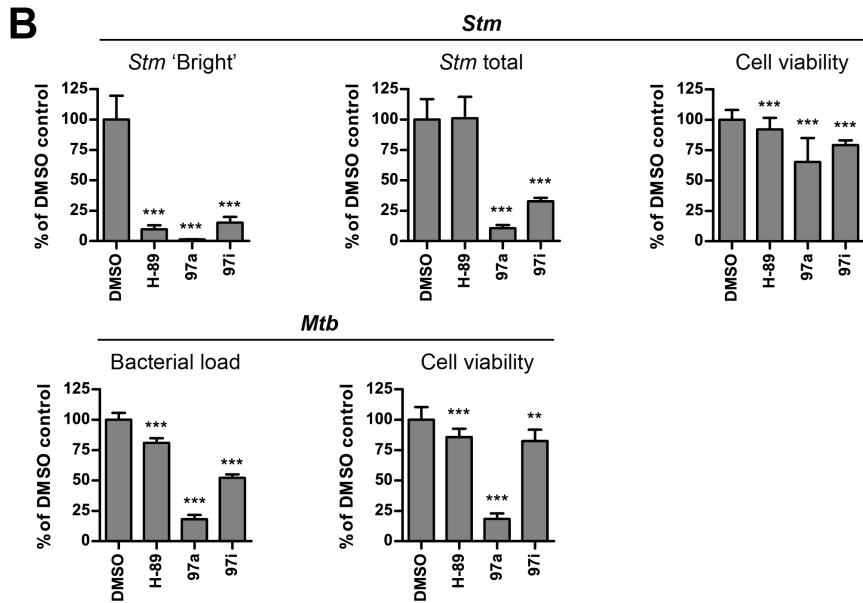 B
Stm
Stm 'Bright'
% of DMSO control
125
100
75
50
25
0
***
***
***
DMSO
H-89
97a
97i
Stm total
% of DMSO control
125
100
75
50
25
0
***
***
DMSO
H-89
97a
97i
Cell viability
% of DMSO control
125
100
75
50
25
0
***
***
***
DMSO
H-89
97a
97i
Mtb
Bacterial load
% of DMSO control
125
100
75
50
25
0
***
***
***
DMSO
H-89
97a
97i
Cell viability
% of DMSO control
125
100
75
50
25
0
***
***
**
DMSO
H-89
97a
97i